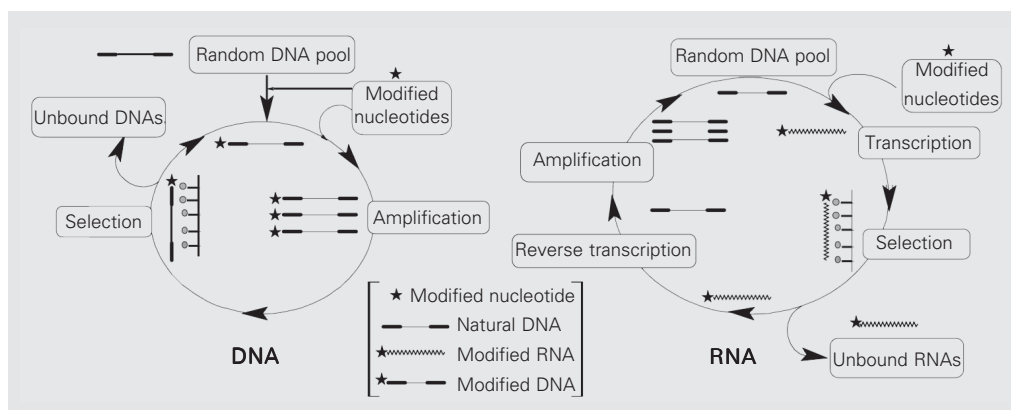 Random DNA pool
Modified
nucleotides
Unbound DNAs
Selection
Amplification
DNA
Modified nucleotide
Natural DNA
Modified RNA
Modified DNA
Random DNA pool
Modified
nucleotides
Transcription
Amplification
Selection
Reverse transcription
RNA
Unbound RNAs